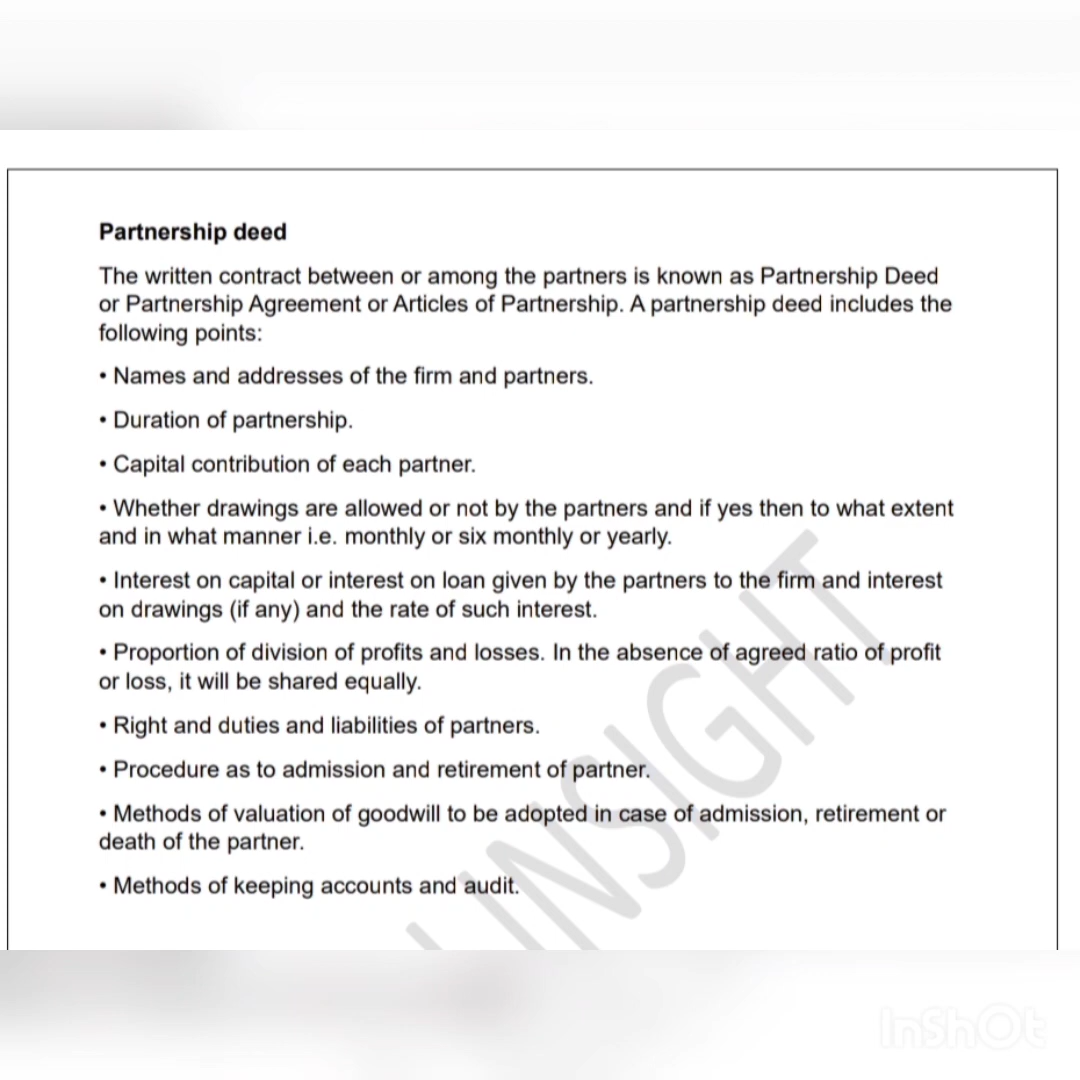 Partnership deed
The written contract between or among the partners is known as Partnership Deed
or Partnership Agreement or Articles of Partnership. A partnership deed includes the
following points:
• Names and addresses of the firm and partners.
• Duration of partnership.
• Capital contribution of each partner.
• Whether drawings are allowed or not by the partners and if yes then to what extent
and in what manner i.e. monthly or six monthly or yearly.
• Interest on capital or interest on loan given by the partners to the firm and interest
on drawings (if any) and the rate of such interest.
• Proportion of division of profits and losses. In the absence of agreed ratio of profit
or loss, it will be shared equally.
• Right and duties and liabilities of partners.
• Procedure as to admission and retirement of partner.
• Methods of valuation of goodwill to be adopted in case of admission, retirement or
death of the partner.
• Methods of keeping accounts and audit.
INSIGHT
InShOt